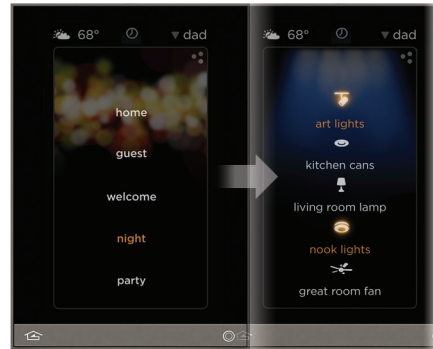 68° dad
home
guest
welcome
night
party
68° dad
art lights
kitchen cans
living room lamp
nook lights
great room fan